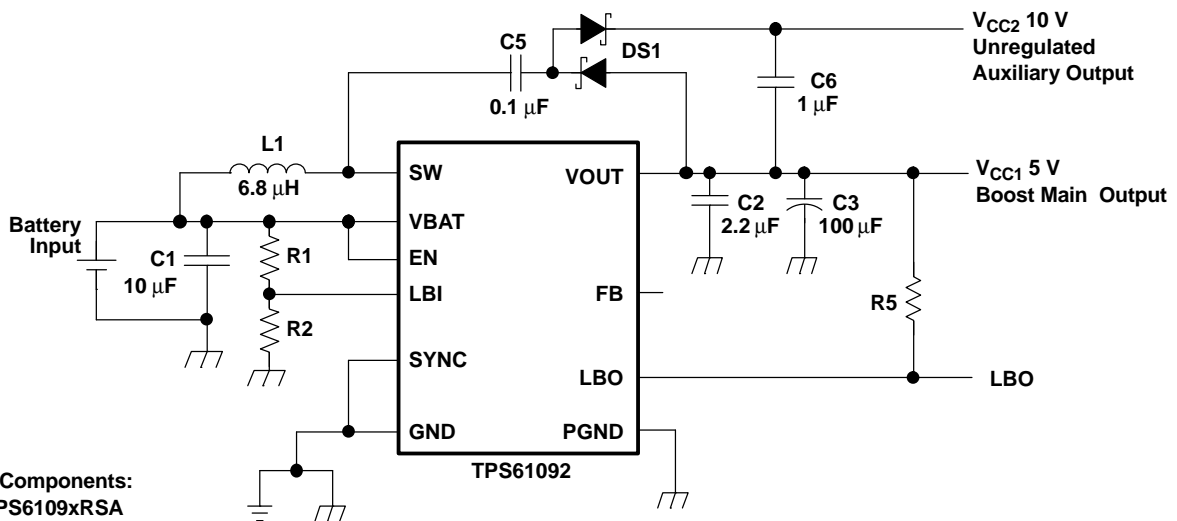 V_CC2 10 V
Unregulated
Auxiliary Output
C5
0.1 μF
DS1
C6
1 μF
L1
6.8 μH
SW
VOUT
V_CC1 5 V
Boost Main Output
Battery
Input
VBAT
C1
10 μF
R1
EN
C2
2.2 μF
C3
100 μF
LBI
FB
R5
R2
SYNC
LBO
LBO
GND
PGND
TPS61092
Components:
PS6109xRSA